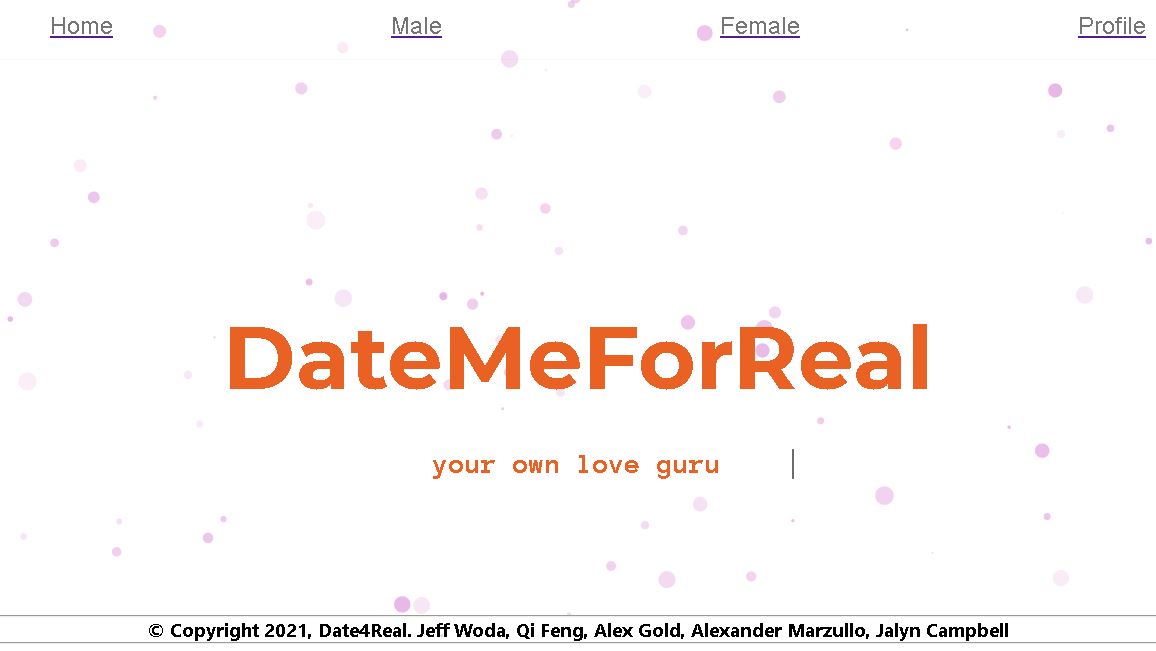 Home Male Female Profile
DateMeForReal
your own love guru
© Copyright 2021, Date4Real. Jeff Woda, Qi Feng, Alex Gold, Alexander Marzullo, Jalyn Campbell